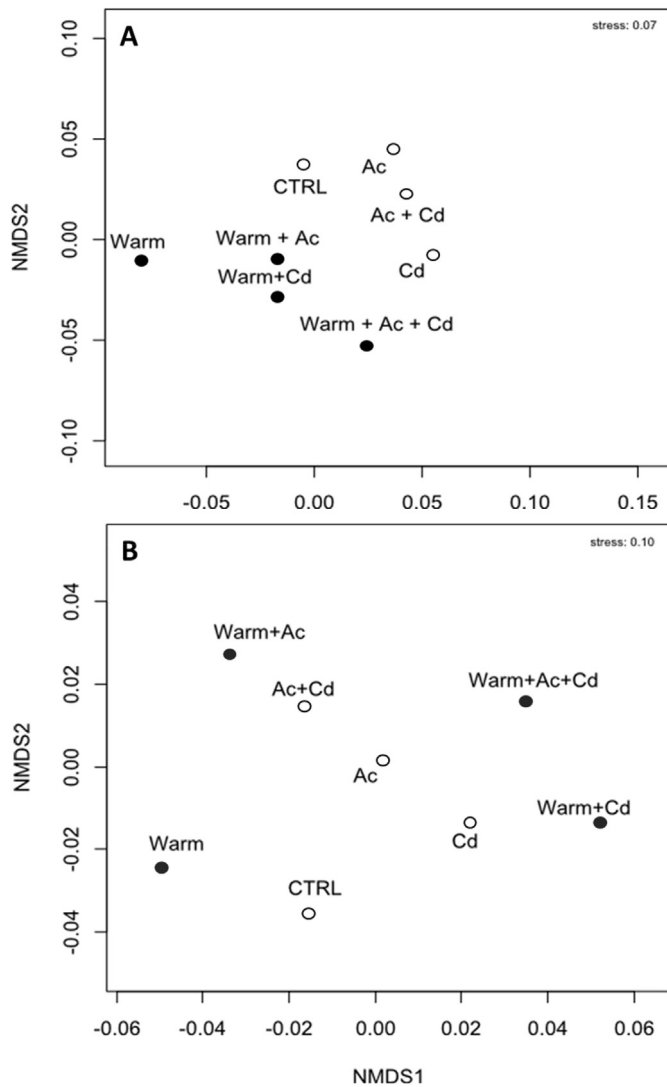 A
stress: 0.07
0.10
0.05
0.00
-0.05
-0.10
NMDS2
CTRL
Ac
Ac + Cd
Cd
Warm
Warm + Ac
Warm+Cd
Warm + Ac + Cd
-0.05 0.00 0.05 0.10 0.15
B
stress: 0.10
0.04
0.02
0.00
-0.02
-0.04
NMDS2
Warm+Ac
Ac+Cd
Warm+Ac+Cd
Ac
Warm+Cd
Cd
Warm
CTRL
-0.06 -0.04 -0.02 0.00 0.02 0.04 0.06
NMDS1